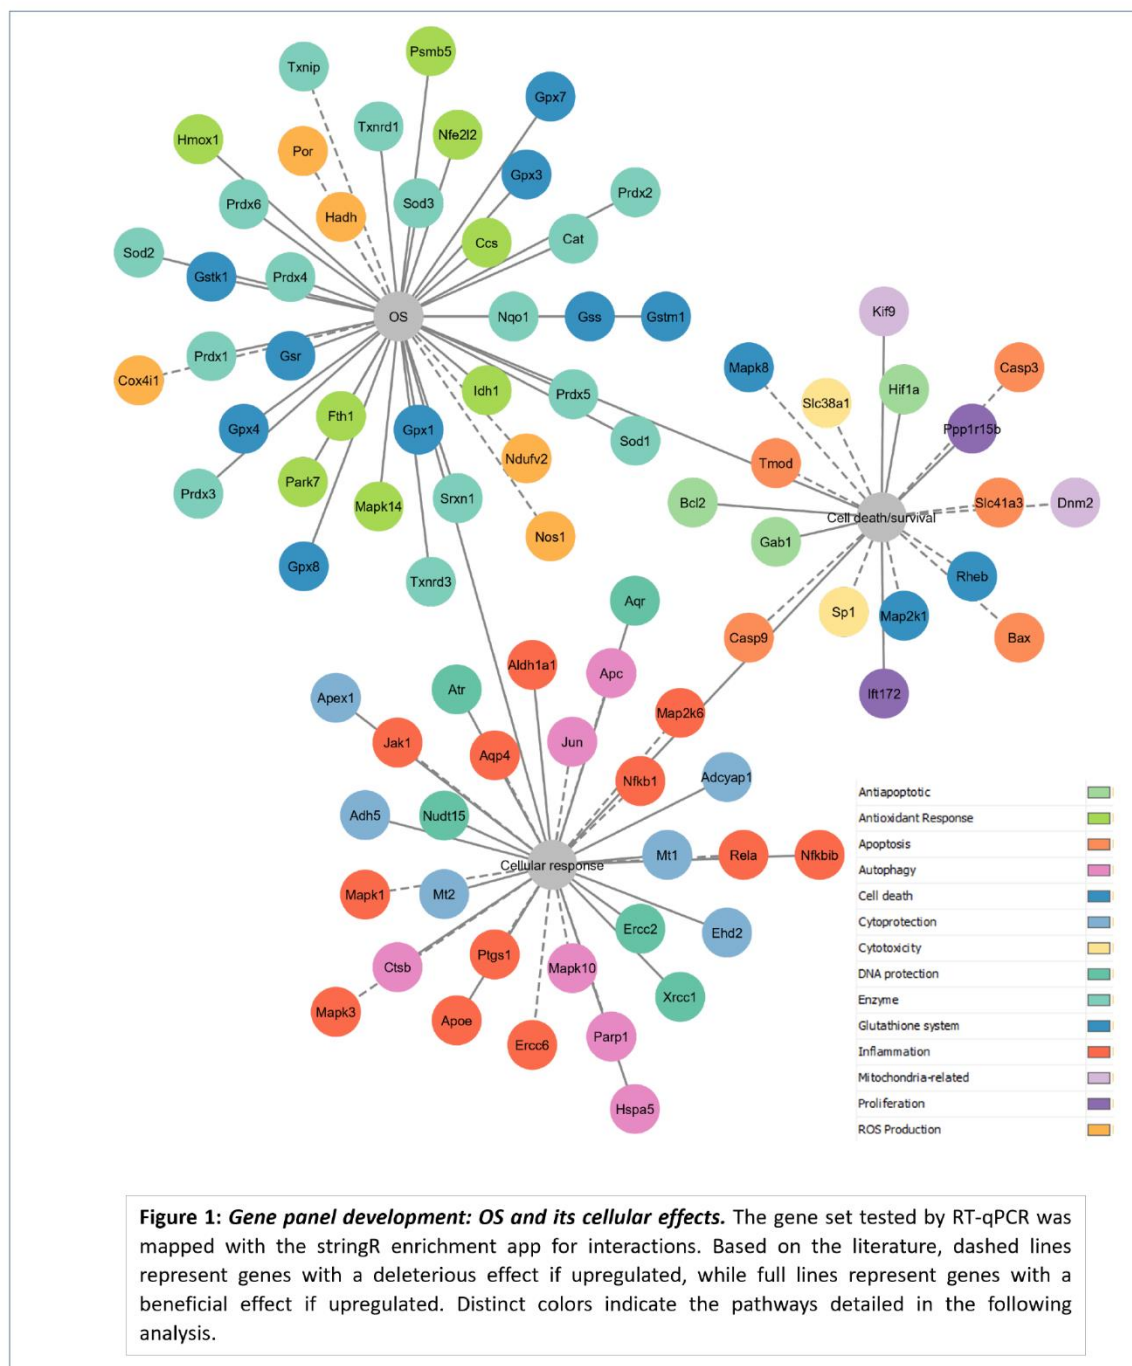 Psmb5
Txnip
Gpx7
Txnrd1
Nfe2l2
Hmox1
Por
Gpx3
Prdx2
Prdx6
Sod3
Hadh
Ccs
Cat
Sod2
Gstk1
Prdx4
OS
Nqo1
Gss
Gstm1
Kif9
Prdx1
Gsr
Cox4i1
Mapk8
Casp3
Idh1
Prdx5
Hif1a
Slc38a1
Fth1
Gpx4
Gpx1
Sod1
Ppp1r15b
Ndufv2
Tmod
Park7
Prdx3
Mapk14
Srxn1
Bcl2
Slc41a3
Dnm2
Cell death/survival
Nos1
Gab1
Gpx8
Txnrd3
Rheb
Aqr
Sp1
Map2k1
Casp9
Bax
Aldh1a1
Apc
Atr
Apex1
Ift172
Map2k6
Jak1
Aqp4
Jun
Nfkb1
Adcyap1
Adh5
Nudt15
Cellular response
Mt1
Rela
Nfkbib
Mapk1
Mt2
Ercc2
Ehd2
Ptgs1
Ctsb
Mapk10
Xrcc1
Mapk3
Apoe
Ercc6
Parp1
Hspa5
Antiapoptotic
Antioxidant Response
Apoptosis
Autophagy
Cell death
Cytoprotection
Cytotoxicity
DNA protection
Enzyme
Glutathione system
Inflammation
Mitochondria-related
Proliferation
ROS Production
Figure 1: Gene panel development: OS and its cellular effects. The gene set tested by RT-qPCR was
mapped with the stringR enrichment app for interactions. Based on the literature, dashed lines
represent genes with a deleterious effect if upregulated, while full lines represent genes with a
beneficial effect if upregulated. Distinct colors indicate the pathways detailed in the following
analysis.